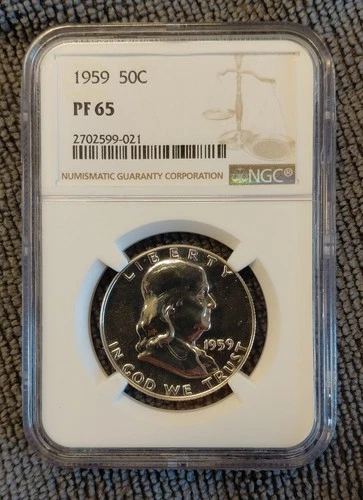 1959 50C
PF 65
2702599-021
NUMISMATIC GUARANTY CORPORATION
NGC®
LIBERTY
1959
IN GOD WE TRUST